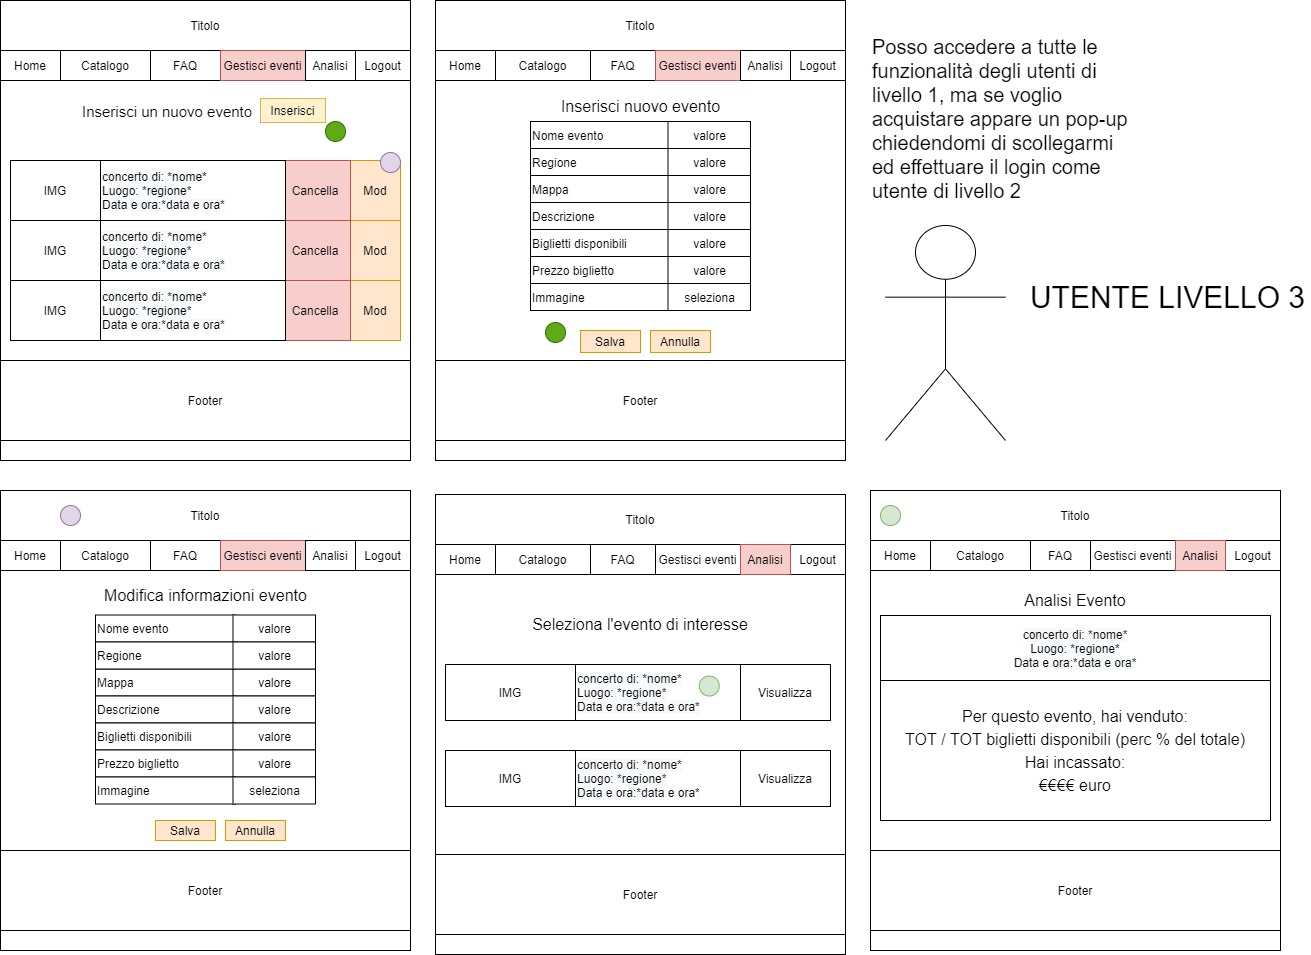 Titolo
Home Catalogo FAQ Gestisci eventi Analisi Logout
Inserisci un nuovo evento Inserisci
IMG
concerto di: *nome*
Luogo: *regione*
Data e ora:*data e ora*
Cancella Mod
IMG
concerto di: *nome*
Luogo: *regione*
Data e ora:*data e ora*
Cancella Mod
IMG
concerto di: *nome*
Luogo: *regione*
Data e ora:*data e ora*
Cancella Mod
Footer
Titolo
Home Catalogo FAQ Gestisci eventi Analisi Logout
Inserisci nuovo evento
Nome evento valore
Regione valore
Mappa valore
Descrizione valore
Biglietti disponibili valore
Prezzo biglietto valore
Immagine seleziona
Salva Annulla
Footer
Posso accedere a tutte le
funzionalità degli utenti di
livello 1, ma se voglio
acquistare appare un pop-up
chiedendomi di scollegarmi
ed effettuare il login come
utente di livello 2
UTENTE LIVELLO 3
Titolo
Home Catalogo FAQ Gestisci eventi Analisi Logout
Modifica informazioni evento
Nome evento valore
Regione valore
Mappa valore
Descrizione valore
Biglietti disponibili valore
Prezzo biglietto valore
Immagine seleziona
Salva Annulla
Footer
Titolo
Home Catalogo FAQ Gestisci eventi Analisi Logout
Seleziona l'evento di interesse
IMG
concerto di: *nome*
Luogo: *regione*
Data e ora:*data e ora*
Visualizza
IMG
concerto di: *nome*
Luogo: *regione*
Data e ora:*data e ora*
Visualizza
Footer
Titolo
Home Catalogo FAQ Gestisci eventi Analisi Logout
Analisi Evento
concerto di: *nome*
Luogo: *regione*
Data e ora:*data e ora*
Per questo evento, hai venduto:
TOT / TOT biglietti disponibili (perc % del totale)
Hai incassato:
€€€€ euro
Footer